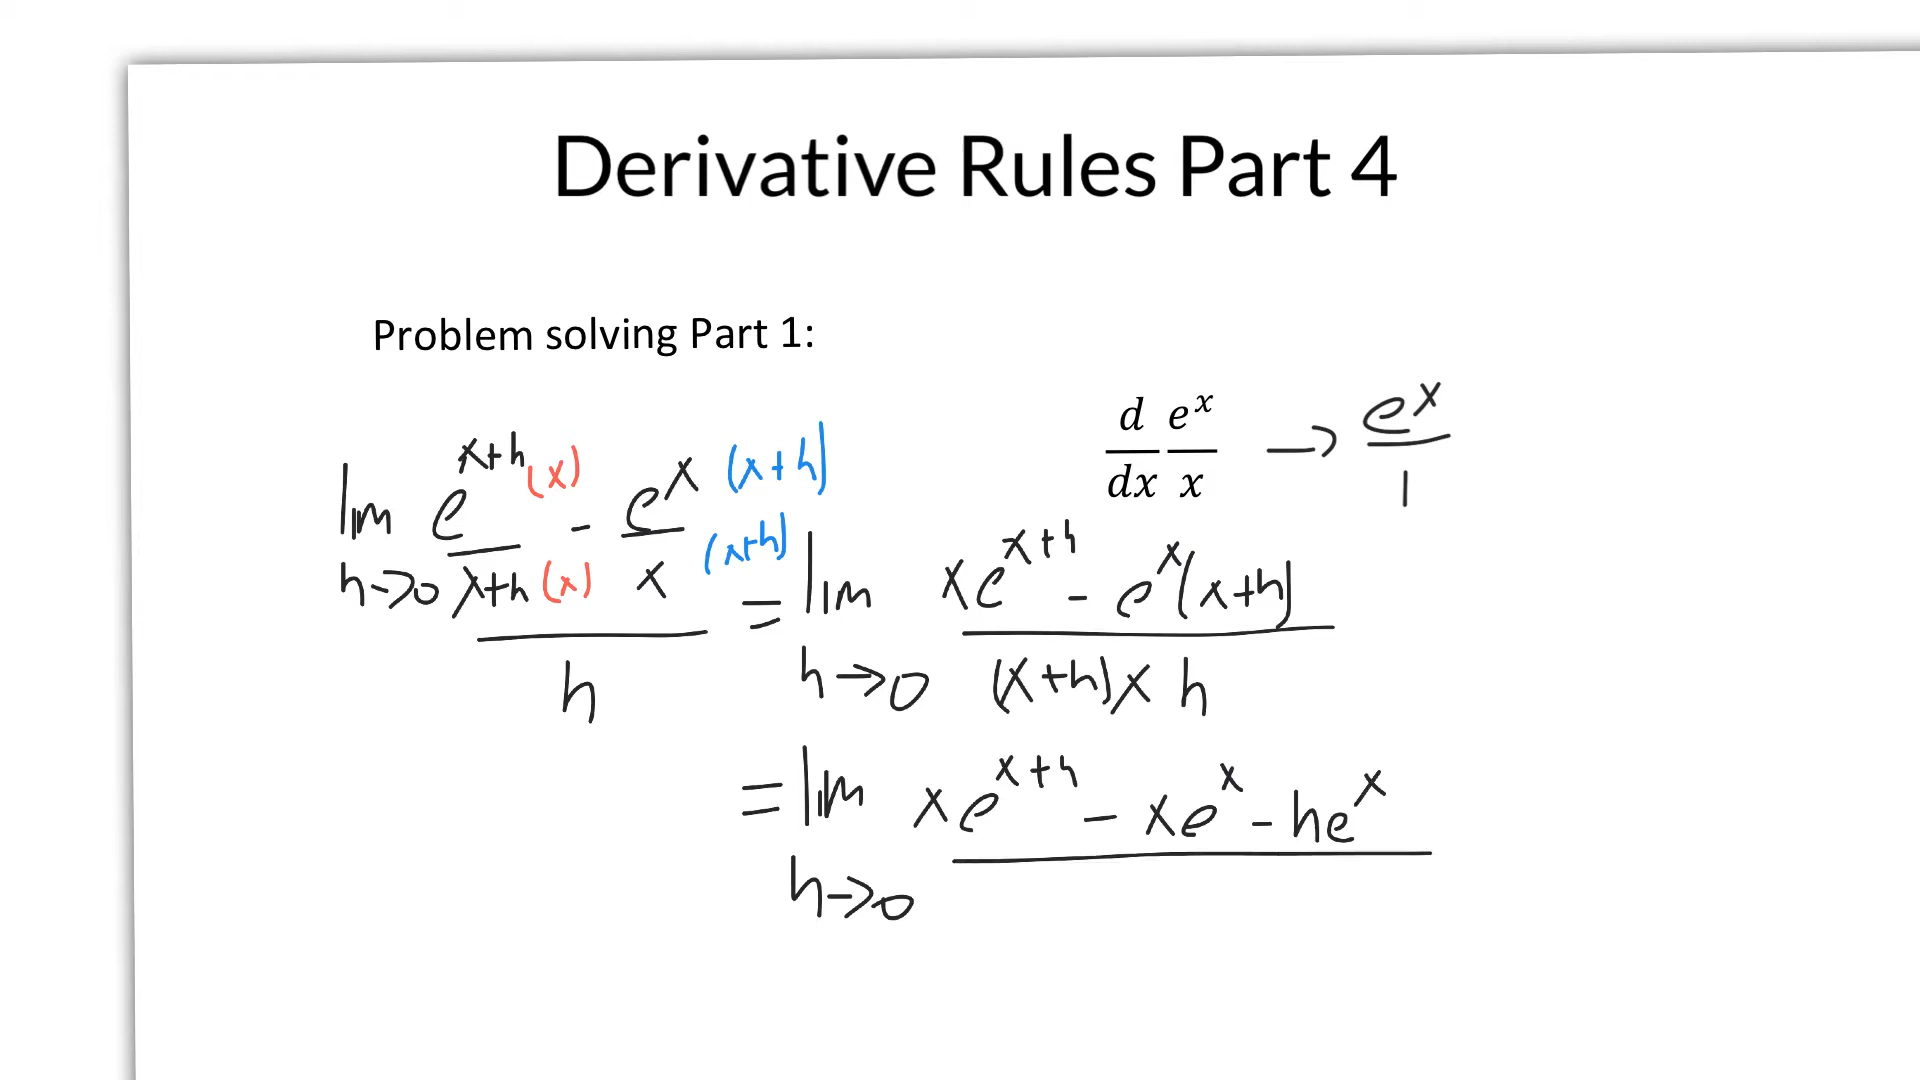 Derivative Rules Part 4
Problem solving Part 1:
d/dx e^x/x → e^x/1
lim h→0 (e^(x+h) (x) / x+h (x) - e^x (x+h) / x (x+h)) / h
= lim h→0 (xe^(x+h) - e^x(x+h)) / (x+h)x h
= lim h→0 xe^(x+h) - xe^x - he^x